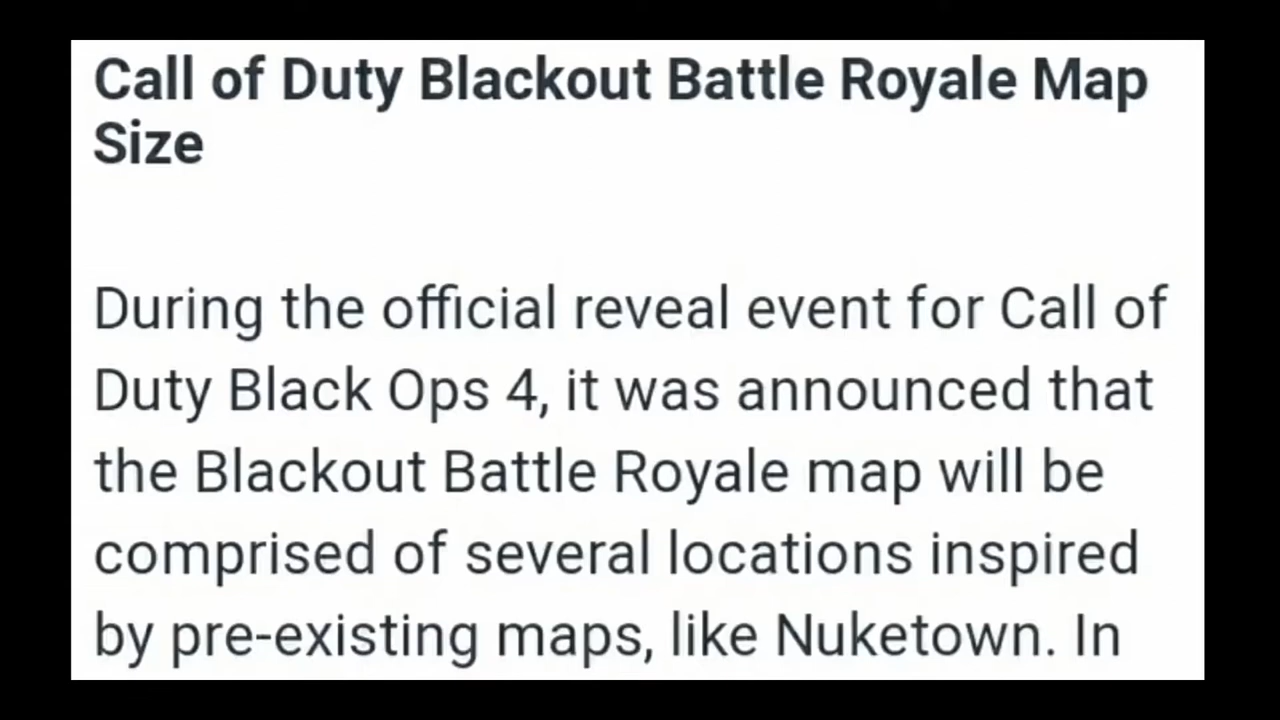 Call of Duty Blackout Battle Royale Map
Size
During the official reveal event for Call of
Duty Black Ops 4, it was announced that
the Blackout Battle Royale map will be
comprised of several locations inspired
by pre-existing maps, like Nuketown. In